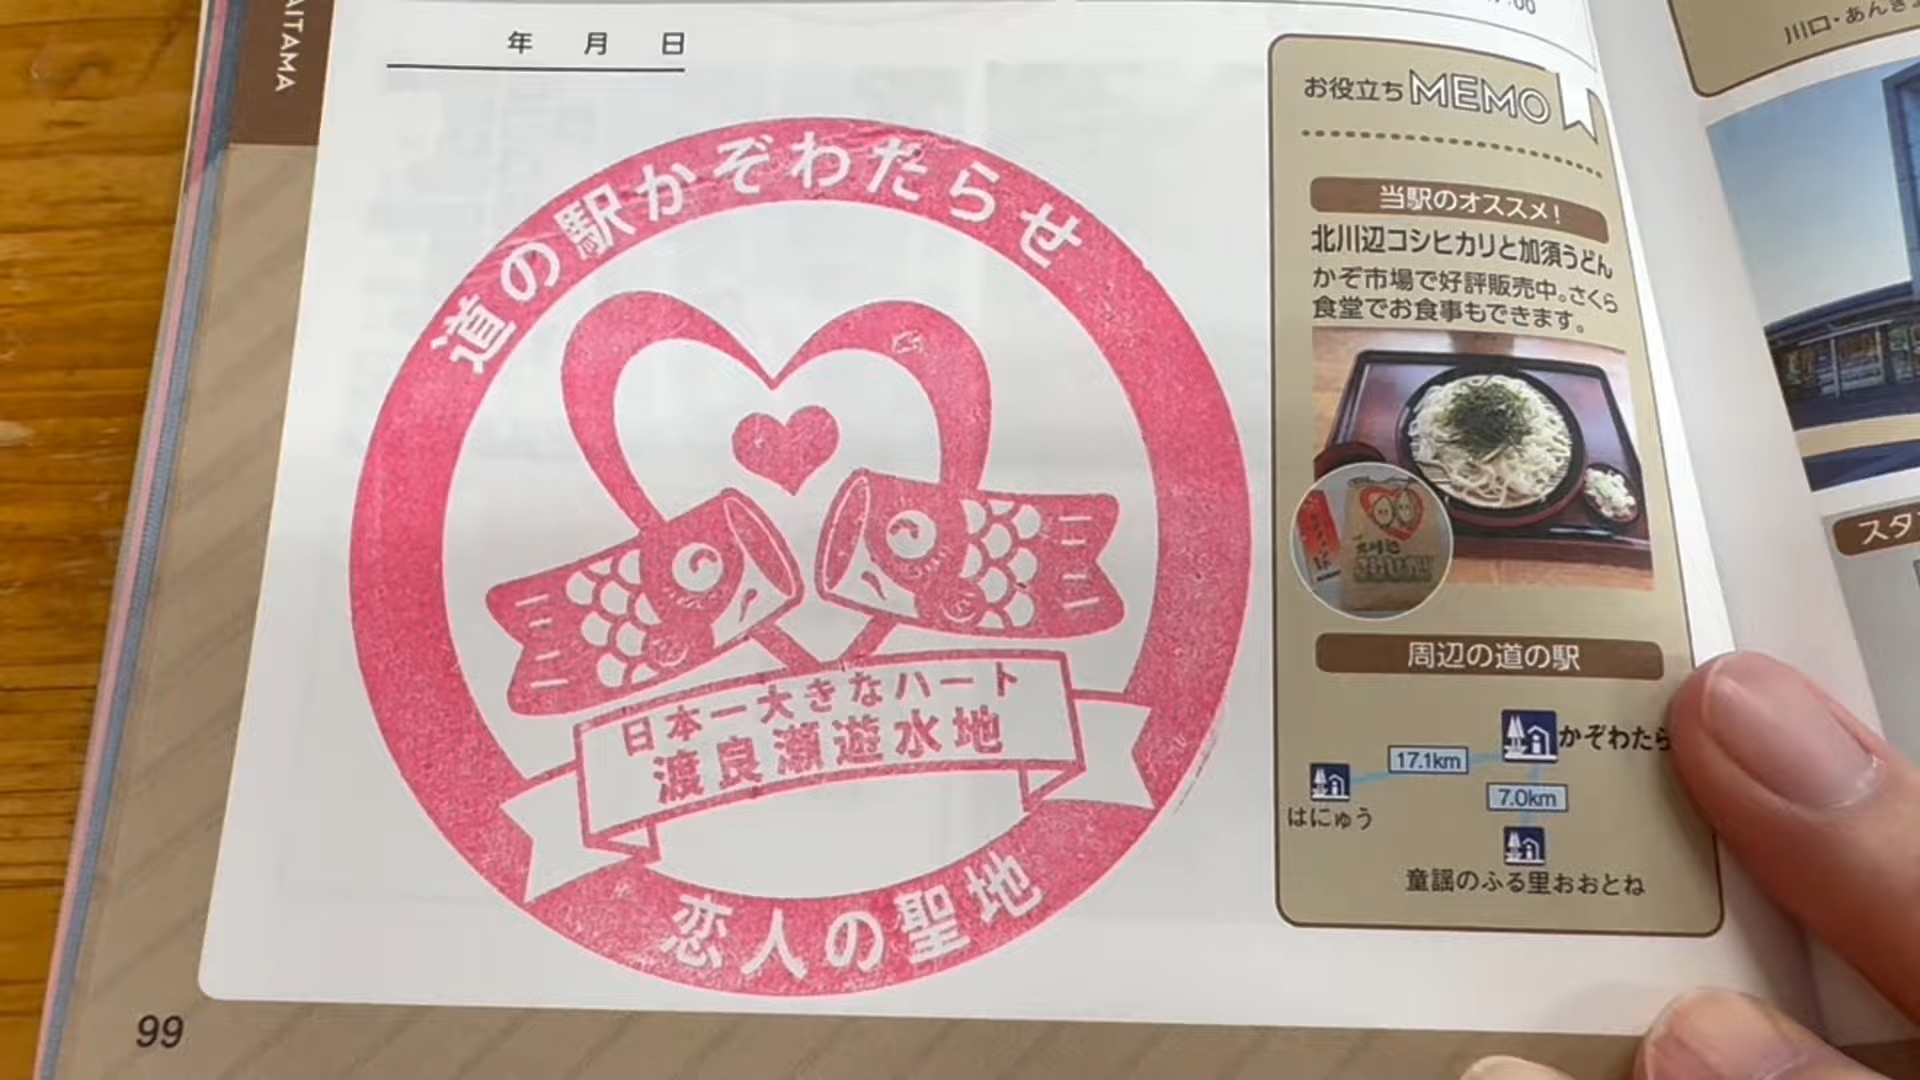 AITAMA
年 月 日
道の駅かぞわたらせ
日本一大きなハート
渡良瀬遊水地
恋人の聖地
:00
お役立ちMEMO
当駅のオススメ!
北川辺コシヒカリと加須うどん
かぞ市場で好評販売中。さくら
食堂でお食事もできます。
周辺の道の駅
かぞわたら
17.1km
7.0km
はにゅう
童謡のふる里おおとね
99
川口・あんぎょ
スタ